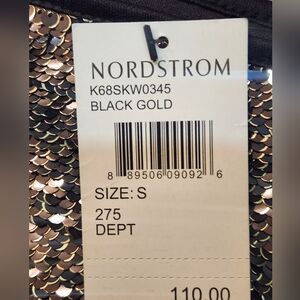 NORDSTROM
K68SKW0345
BLACK GOLD
8 89506 09092 6
SIZE: S
275
DEPT
110.00